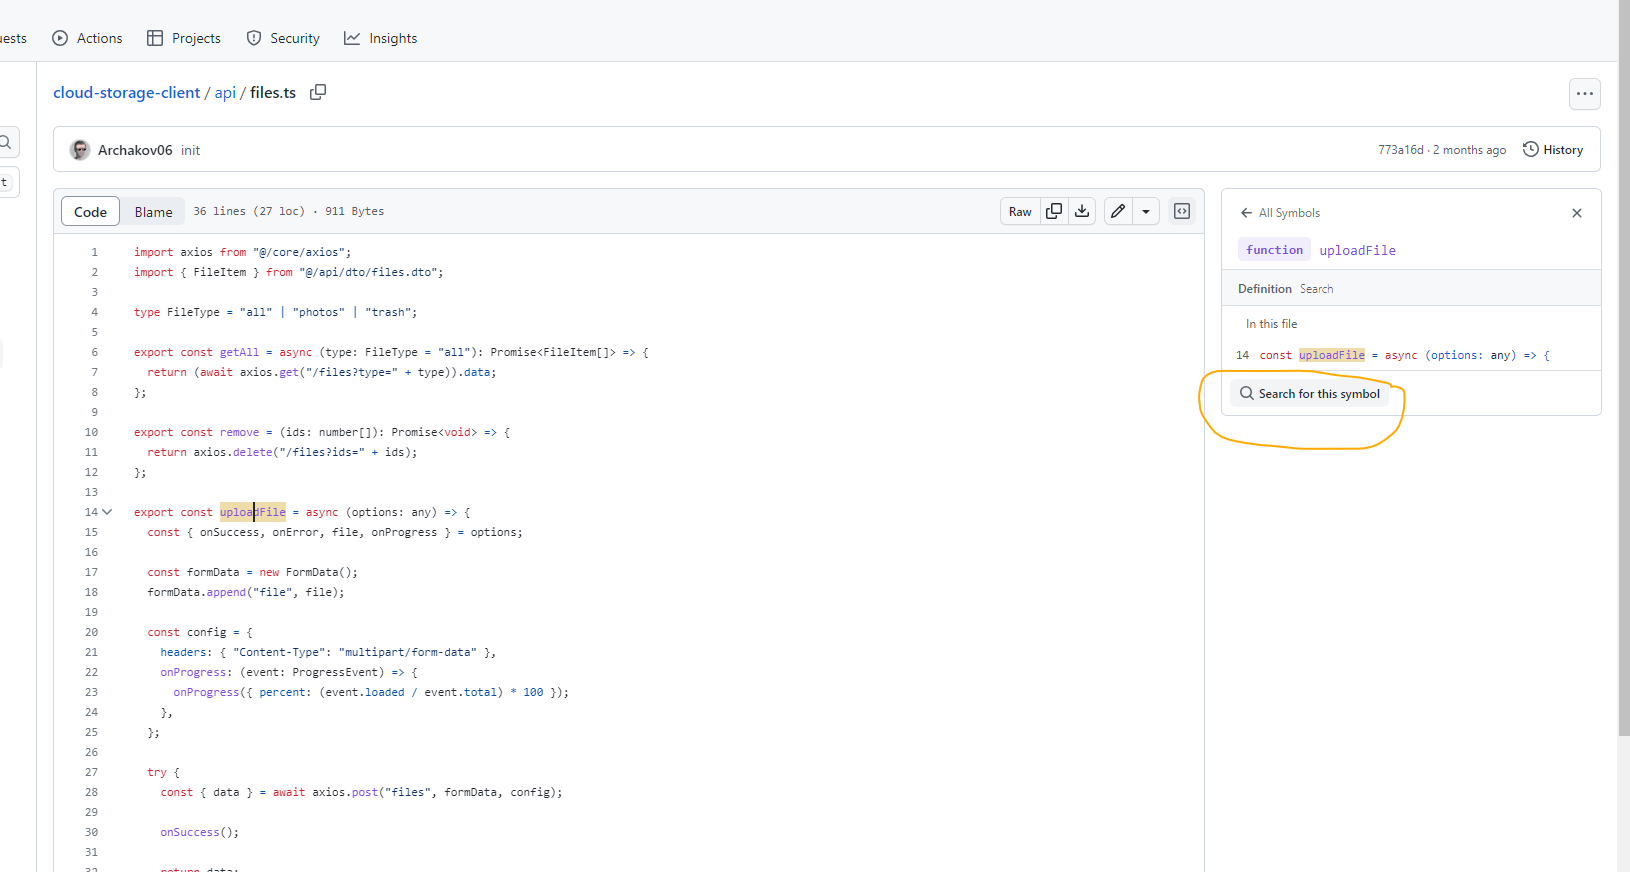 Actions Projects Security Insights
cloud-storage-client / api / files.ts
Archakov06 init 773a16d · 2 months ago History
t
Code Blame 36 lines (27 loc) · 911 Bytes Raw
1 import axios from "@/core/axios";
2 import { FileItem } from "@/api/dto/files.dto";
3
4 type FileType = "all" | "photos" | "trash";
5
6 export const getAll = async (type: FileType = "all"): Promise<FileItem[]> => {
7 return (await axios.get("/files?type=" + type)).data;
8 };
9
10 export const remove = (ids: number[]): Promise<void> => {
11 return axios.delete("/files?ids=" + ids);
12 };
13
14 export const uploadFile = async (options: any) => {
15 const { onSuccess, onError, file, onProgress } = options;
16
17 const formData = new FormData();
18 formData.append("file", file);
19
20 const config = {
21 headers: { "Content-Type": "multipart/form-data" },
22 onProgress: (event: ProgressEvent) => {
23 onProgress({ percent: (event.loaded / event.total) * 100 });
24 },
25 };
26
27 try {
28 const { data } = await axios.post("files", formData, config);
29
30 onSuccess();
31
All Symbols
function uploadFile
Definition Search
In this file
14 const uploadFile = async (options: any) => {
Search for this symbol